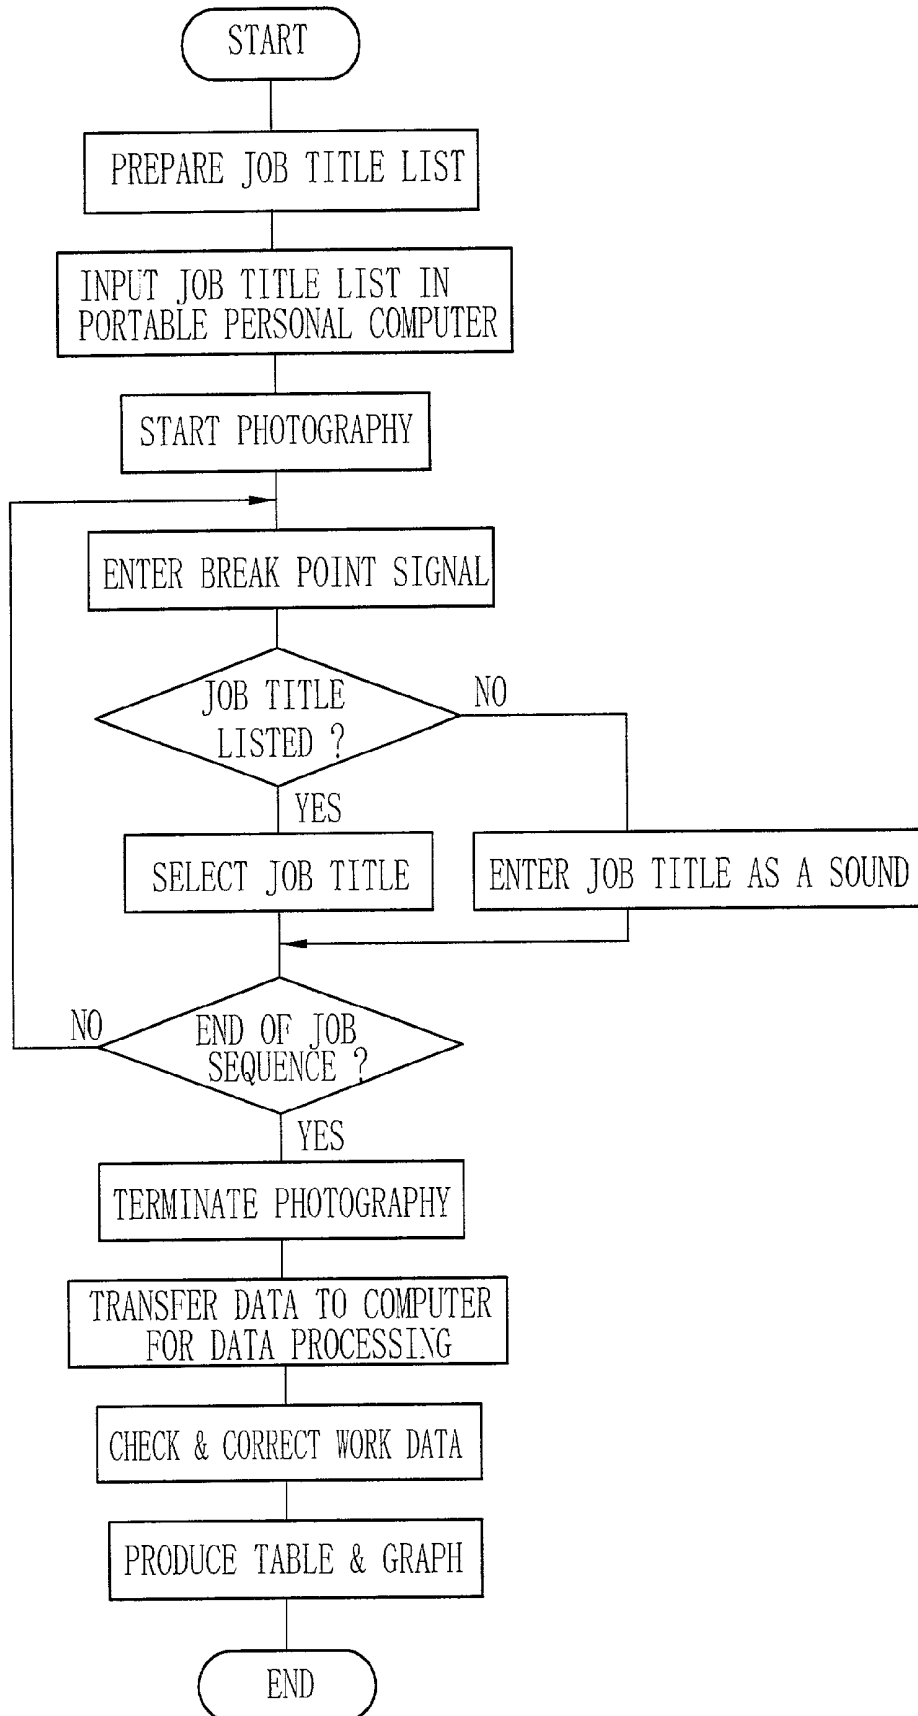 START
PREPARE JOB TITLE LIST
INPUT JOB TITLE LIST IN
PORTABLE PERSONAL COMPUTER
START PHOTOGRAPHY
ENTER BREAK POINT SIGNAL
JOB TITLE
LISTED ?
NO
YES
SELECT JOB TITLE
ENTER JOB TITLE AS A SOUND
NO
END OF JOB
SEQUENCE ?
YES
TERMINATE PHOTOGRAPHY
TRANSFER DATA TO COMPUTER
FOR DATA PROCESSING
CHECK & CORRECT WORK DATA
PRODUCE TABLE & GRAPH
END